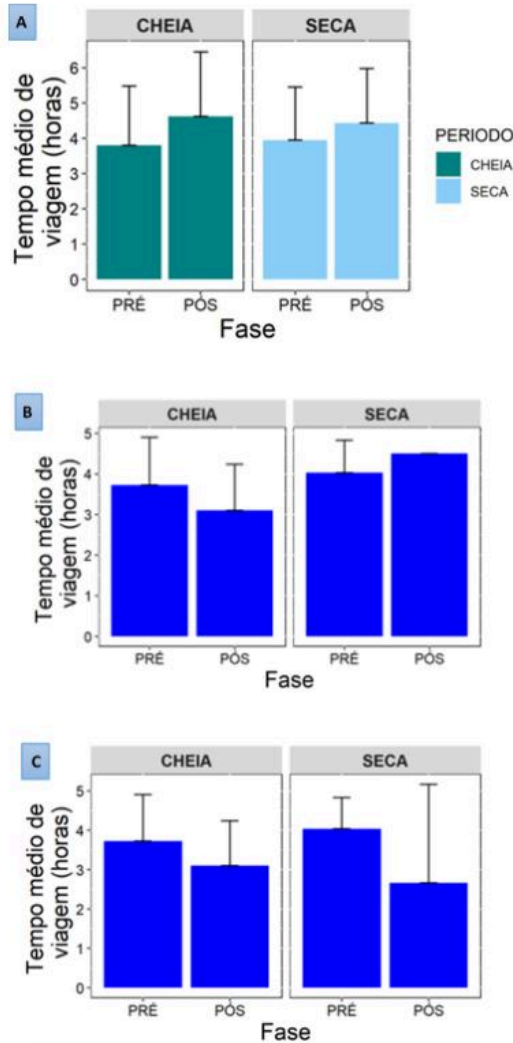 A
CHEIA SECA
Tempo médio de
viagem (horas)
6
5
4
3
2
1
0
PRÉ PÓS PRÉ PÓS
Fase
PERIODO
CHEIA
SECA
B
CHEIA SECA
Tempo médio de
viagem (horas)
5
4
3
2
1
0
PRÉ PÓS PRÉ PÓS
Fase
C
CHEIA SECA
Tempo médio de
viagem (horas)
5
4
3
2
1
0
PRÉ PÓS PRÉ PÓS
Fase